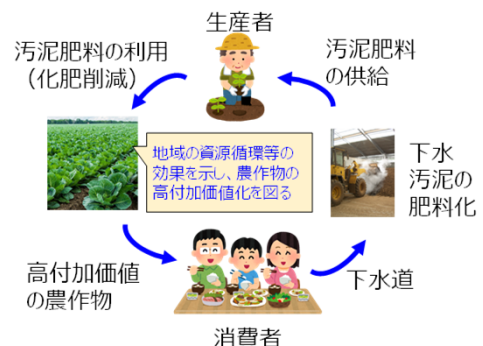 生産者
汚泥肥料の利用
（化肥削減）
汚泥肥料
の供給
地域の資源循環等の
効果を示し、農作物の
高付加価値化を図る
下水
汚泥の
肥料化
高付加価値
の農作物
下水道
消費者